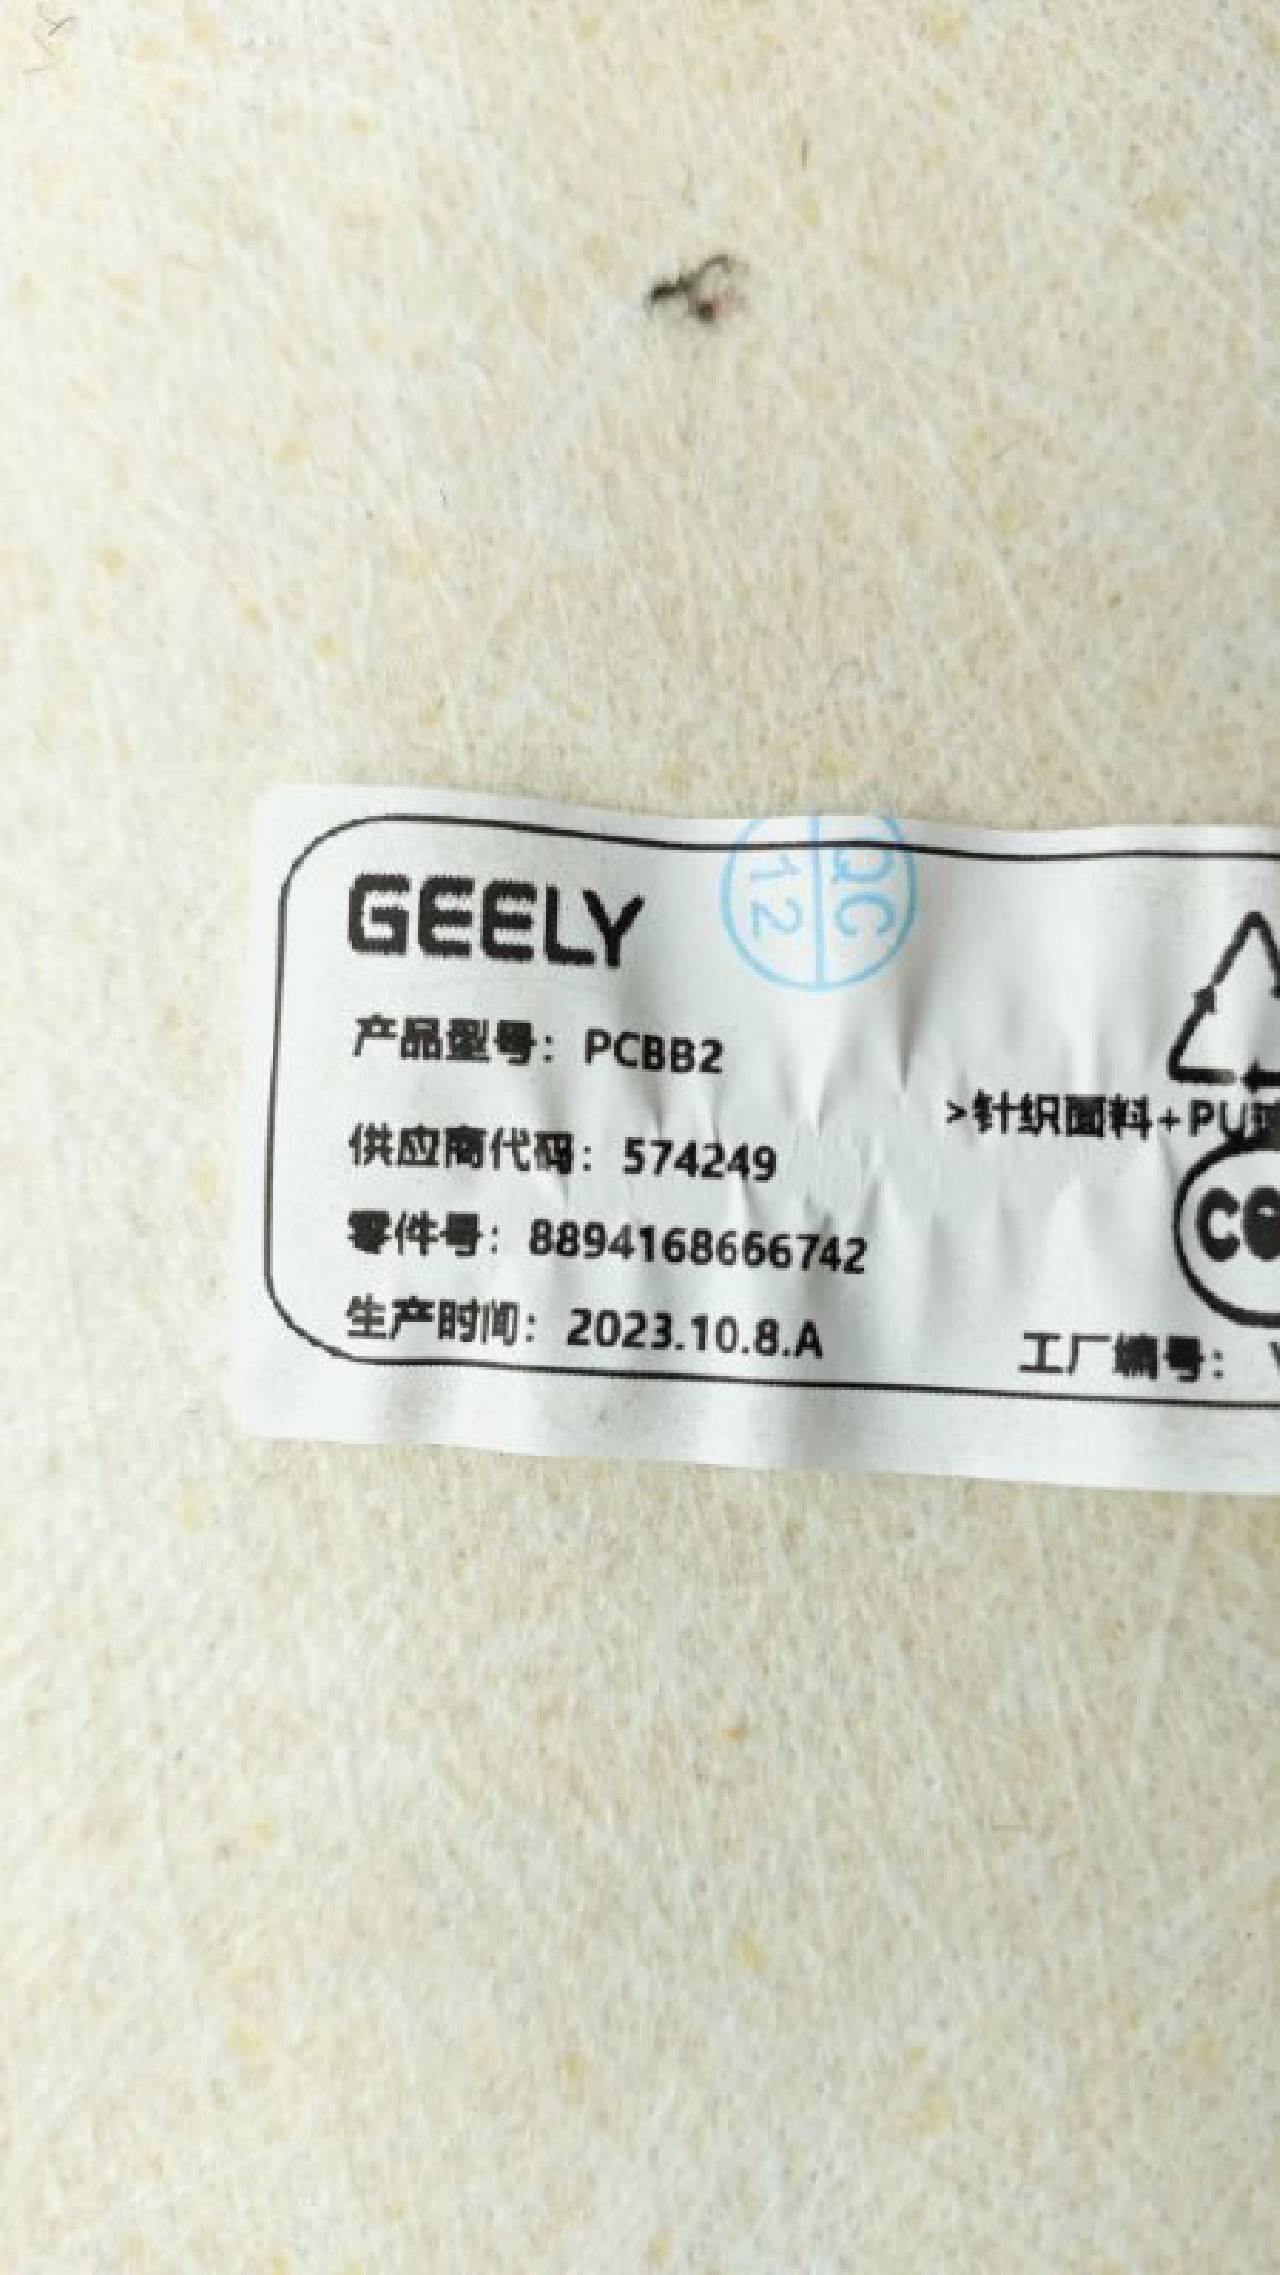 GEELY
QC
12
产品型号：PCBB2
>针织面料+PU
供应商代码：574249
零件号：8894168666742
生产时间：2023.10.8.A
工厂编号：